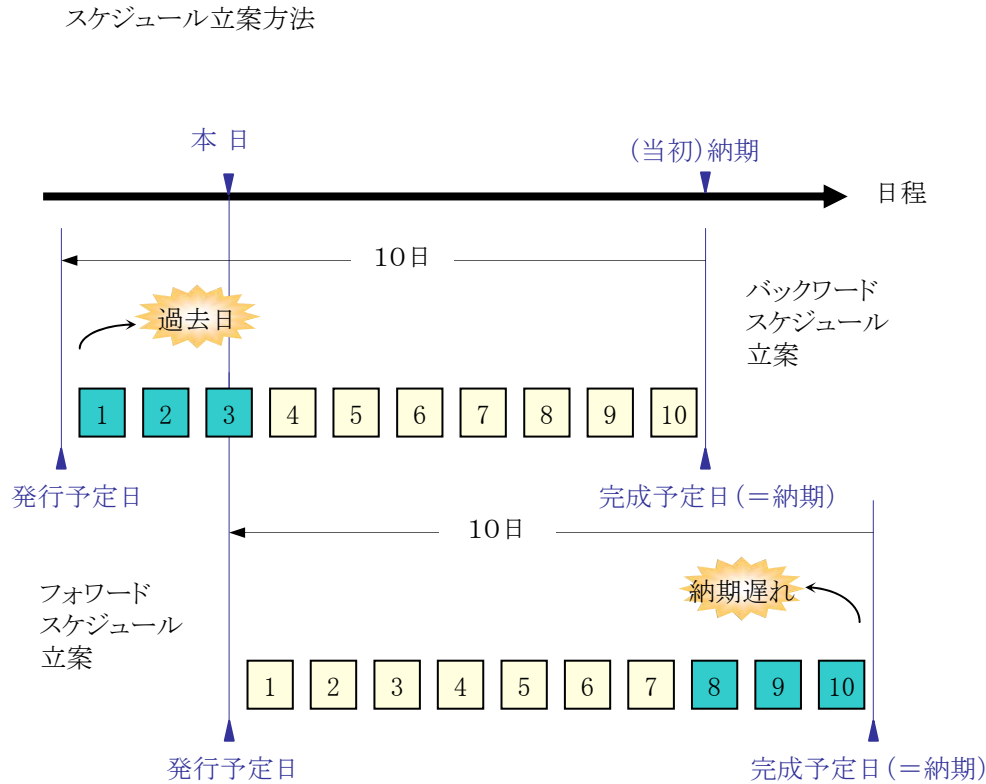 スケジュール立案方法
本 日
(当初)納期
日程
10日
バックワード
スケジュール
立案
過去日
1 2 3 4 5 6 7 8 9 10
発行予定日
完成予定日(=納期)
10日
フォワード
スケジュール
立案
納期遅れ
1 2 3 4 5 6 7 8 9 10
発行予定日
完成予定日(=納期)